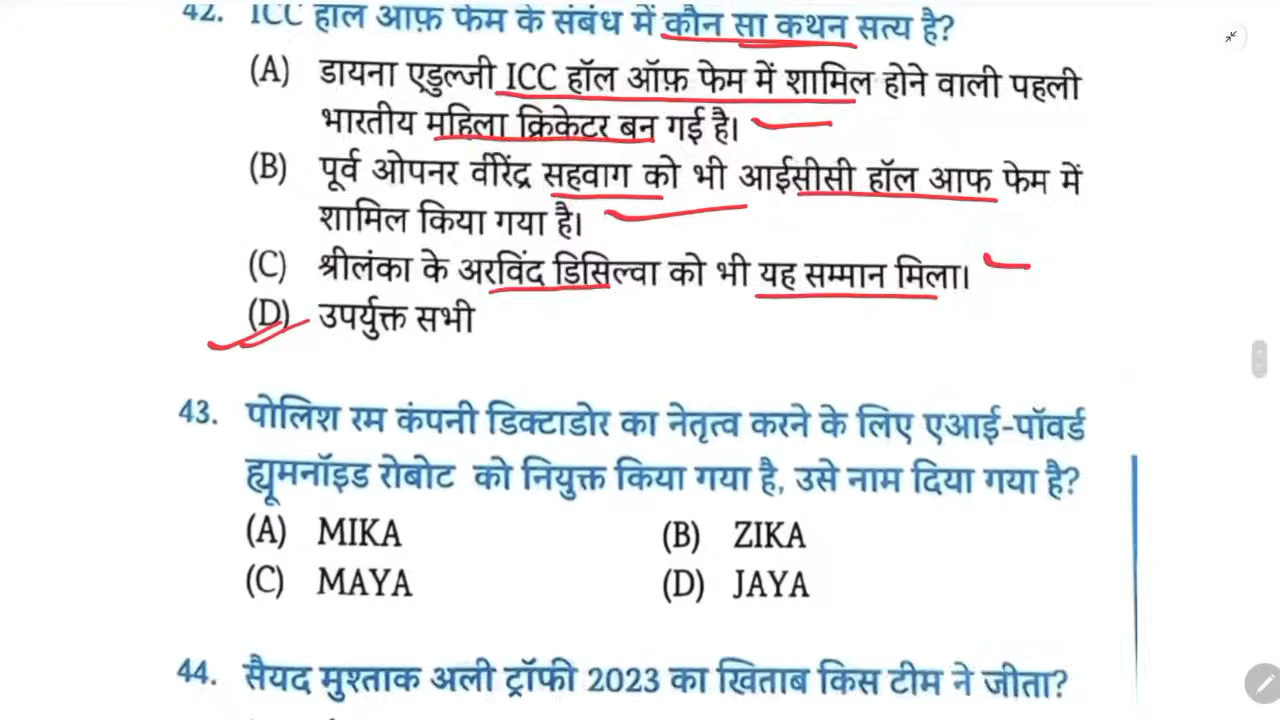 42. ICC हाल आफ़ फेम के संबंध में कौन सा कथन सत्य है?
(A) डायना एडुल्जी ICC हॉल ऑफ़ फेम में शामिल होने वाली पहली
भारतीय महिला क्रिकेटर बन गई है।
(B) पूर्व ओपनर वीरेंद्र सहवाग को भी आईसीसी हॉल आफ फेम में
शामिल किया गया है।
(C) श्रीलंका के अरविंद डिसिल्वा को भी यह सम्मान मिला।
(D) उपर्युक्त सभी
43. पोलिश रम कंपनी डिक्टाडोर का नेतृत्व करने के लिए एआई-पॉवर्ड
ह्यूमनॉइड रोबोट को नियुक्त किया गया है, उसे नाम दिया गया है?
(A) MIKA (B) ZIKA
(C) MAYA (D) JAYA
44. सैयद मुश्ताक अली ट्रॉफी 2023 का खिताब किस टीम ने जीता?